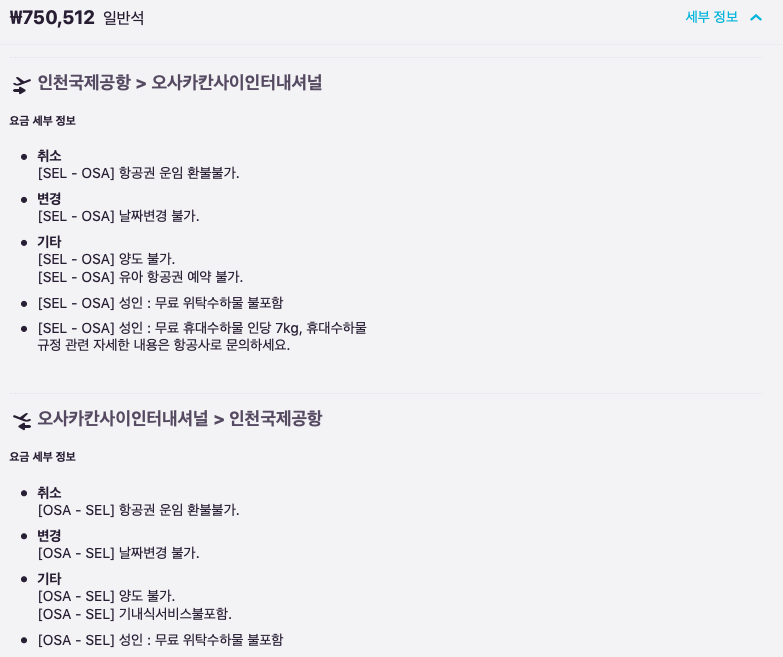 ₩750,512 일반석
세부 정보
인천국제공항 > 오사카칸사이인터내셔널
요금 세부 정보
취소
[SEL - OSA] 항공권 운임 환불불가.
변경
[SEL - OSA] 날짜변경 불가.
기타
[SEL - OSA] 양도 불가.
[SEL - OSA] 유아 항공권 예약 불가.
[SEL - OSA] 성인 : 무료 위탁수하물 불포함
[SEL - OSA] 성인 : 무료 휴대수하물 인당 7kg, 휴대수하물
규정 관련 자세한 내용은 항공사로 문의하세요.
오사카칸사이인터내셔널 > 인천국제공항
요금 세부 정보
취소
[OSA - SEL] 항공권 운임 환불불가.
변경
[OSA - SEL] 날짜변경 불가.
기타
[OSA - SEL] 양도 불가.
[OSA - SEL] 기내식서비스불포함.
[OSA - SEL] 성인 : 무료 위탁수하물 불포함